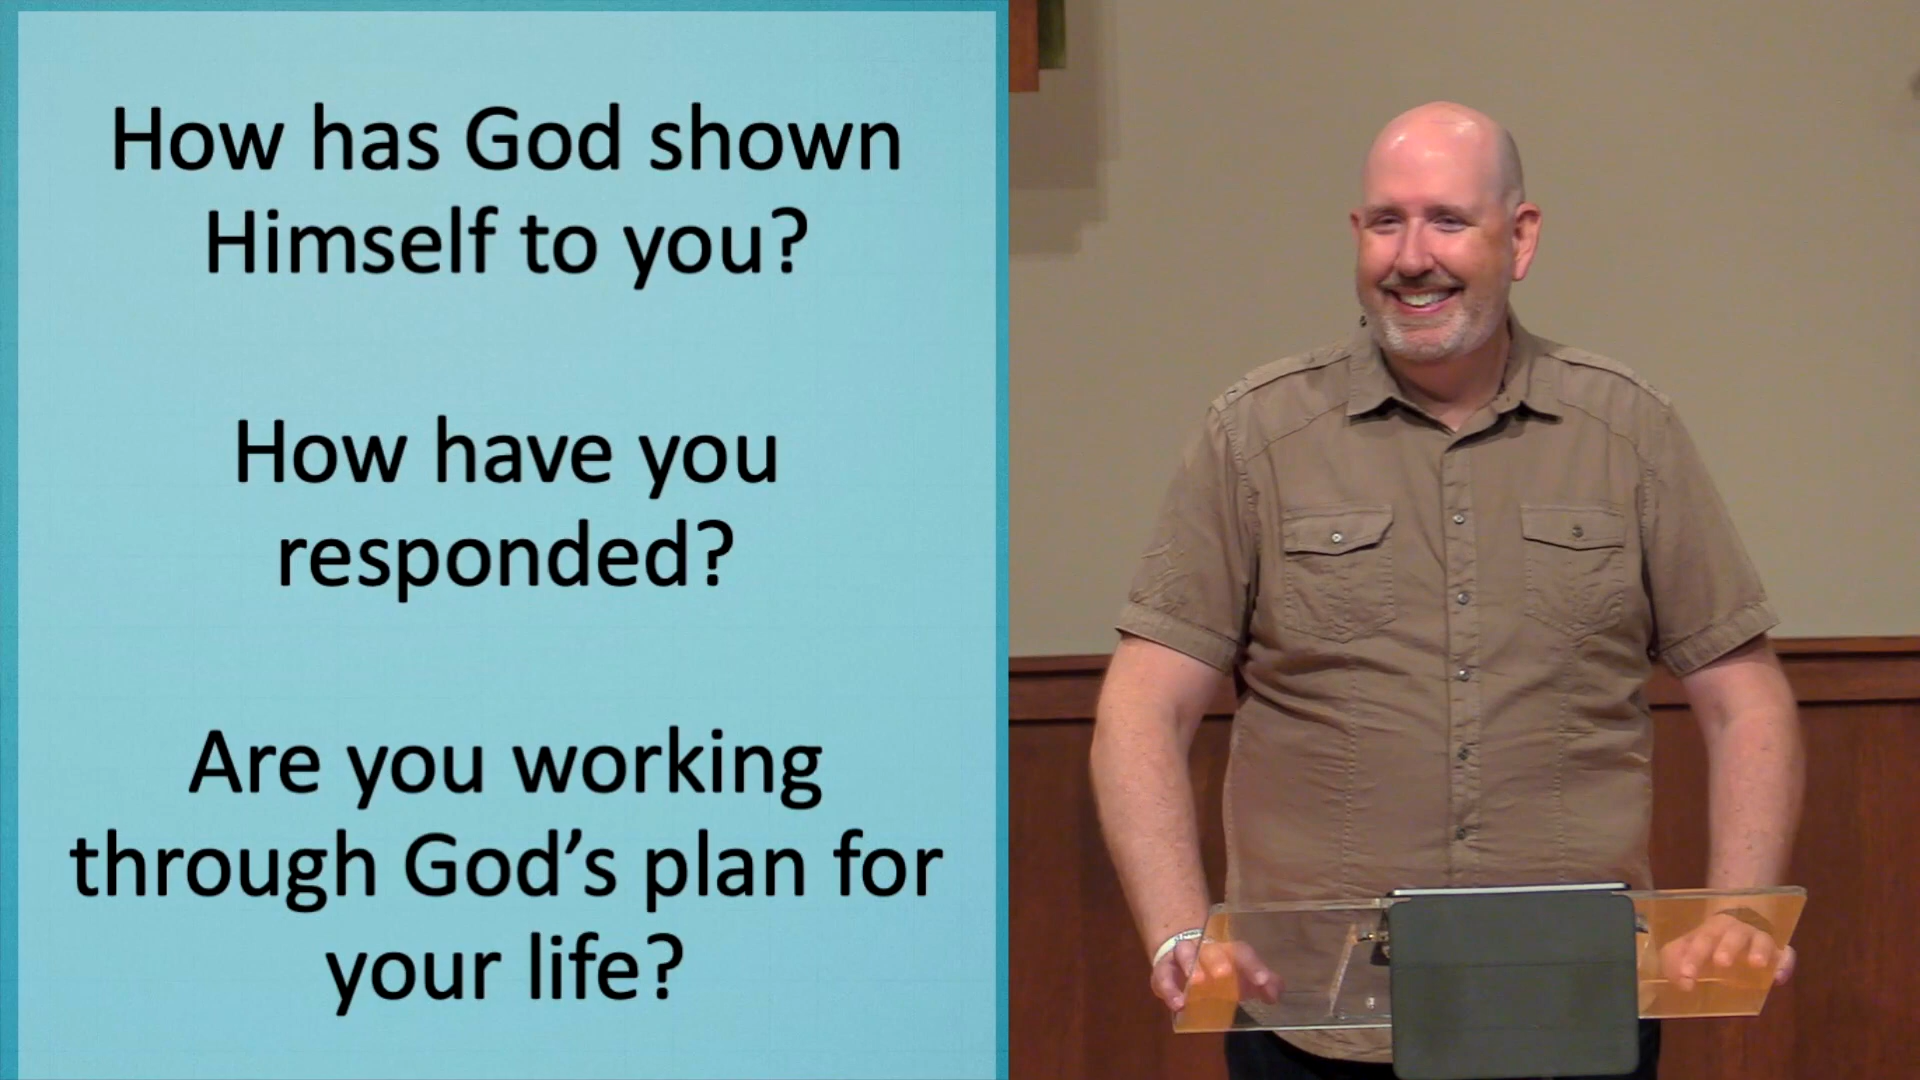 How has God shown
Himself to you?
How have you
responded?
Are you working
through God’s plan for
your life?